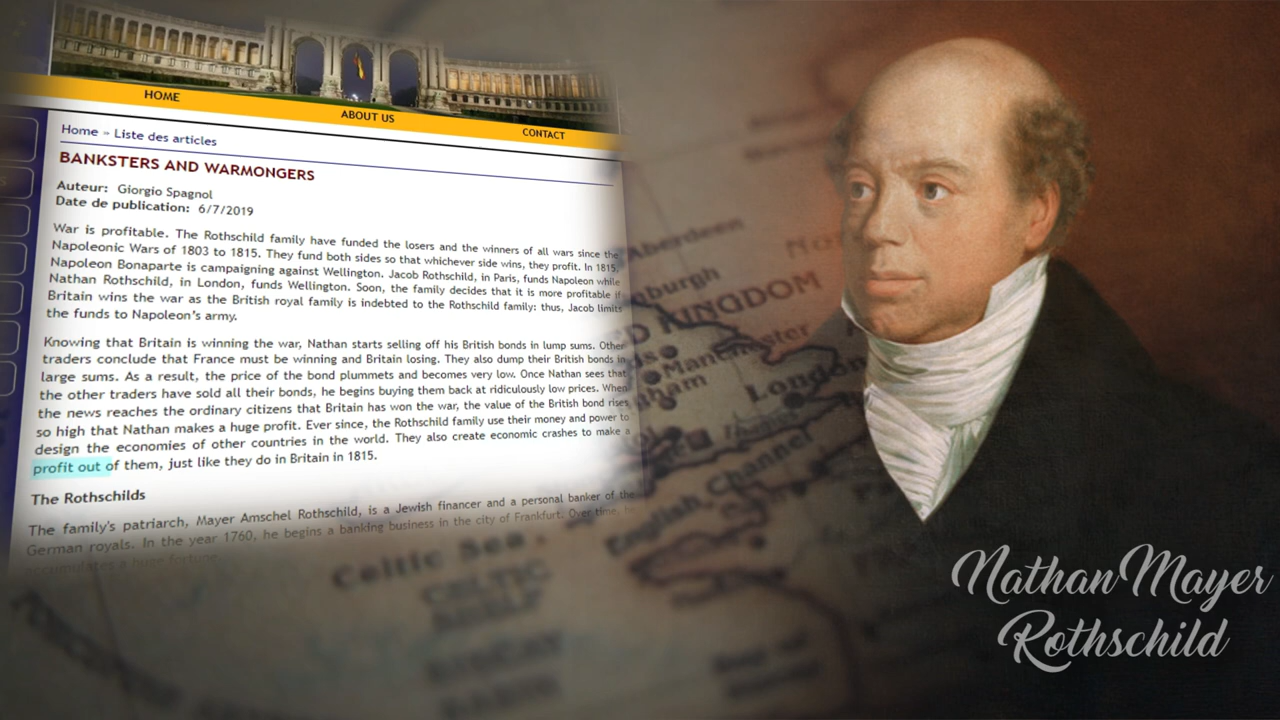 HOME
ABOUT US
CONTACT
Home » Liste des articles
BANKSTERS AND WARMONGERS
Auteur: Giorgio Spagnol
Date de publication: 6/7/2019
War is profitable. The Rothschild family have funded the losers and the winners of all wars since the
Napoleonic Wars of 1803 to 1815. They fund both sides so that whichever side wins, they profit. In 1815,
Napoleon Bonaparte is campaigning against Wellington. Jacob Rothschild, in Paris, funds Napoleon while
Nathan Rothschild, in London, funds Wellington. Soon, the family decides that it is more profitable if
Britain wins the war as the British royal family is indebted to the Rothschild family: thus, Jacob limits
the funds to Napoleon's army.
Knowing that Britain is winning the war, Nathan starts selling off his British bonds in lump sums. Other
traders conclude that France must be winning and Britain losing. They also dump their British bonds in
large sums. As a result, the price of the bond plummets and becomes very low. Once Nathan sees that
the other traders have sold all their bonds, he begins buying them back at ridiculously low prices. When
the news reaches the ordinary citizens that Britain has won the war, the value of the British bond rises
so high that Nathan makes a huge profit. Ever since, the Rothschild family use their money and power to
design the economies of other countries in the world. They also create economic crashes to make a
profit out of them, just like they do in Britain in 1815.
The Rothschilds
The family's patriarch, Mayer Amschel Rothschild, is a Jewish financer and a personal banker of the
German royals. In the year 1760, he begins a banking business in the city of Frankfurt. Over time, he
accumulates a huge fortune.
Aberdeen
nburgh
KINGDOM
Manchester
ham
London
English Channel
Celtic Sea
Nathan Mayer
Rothschild